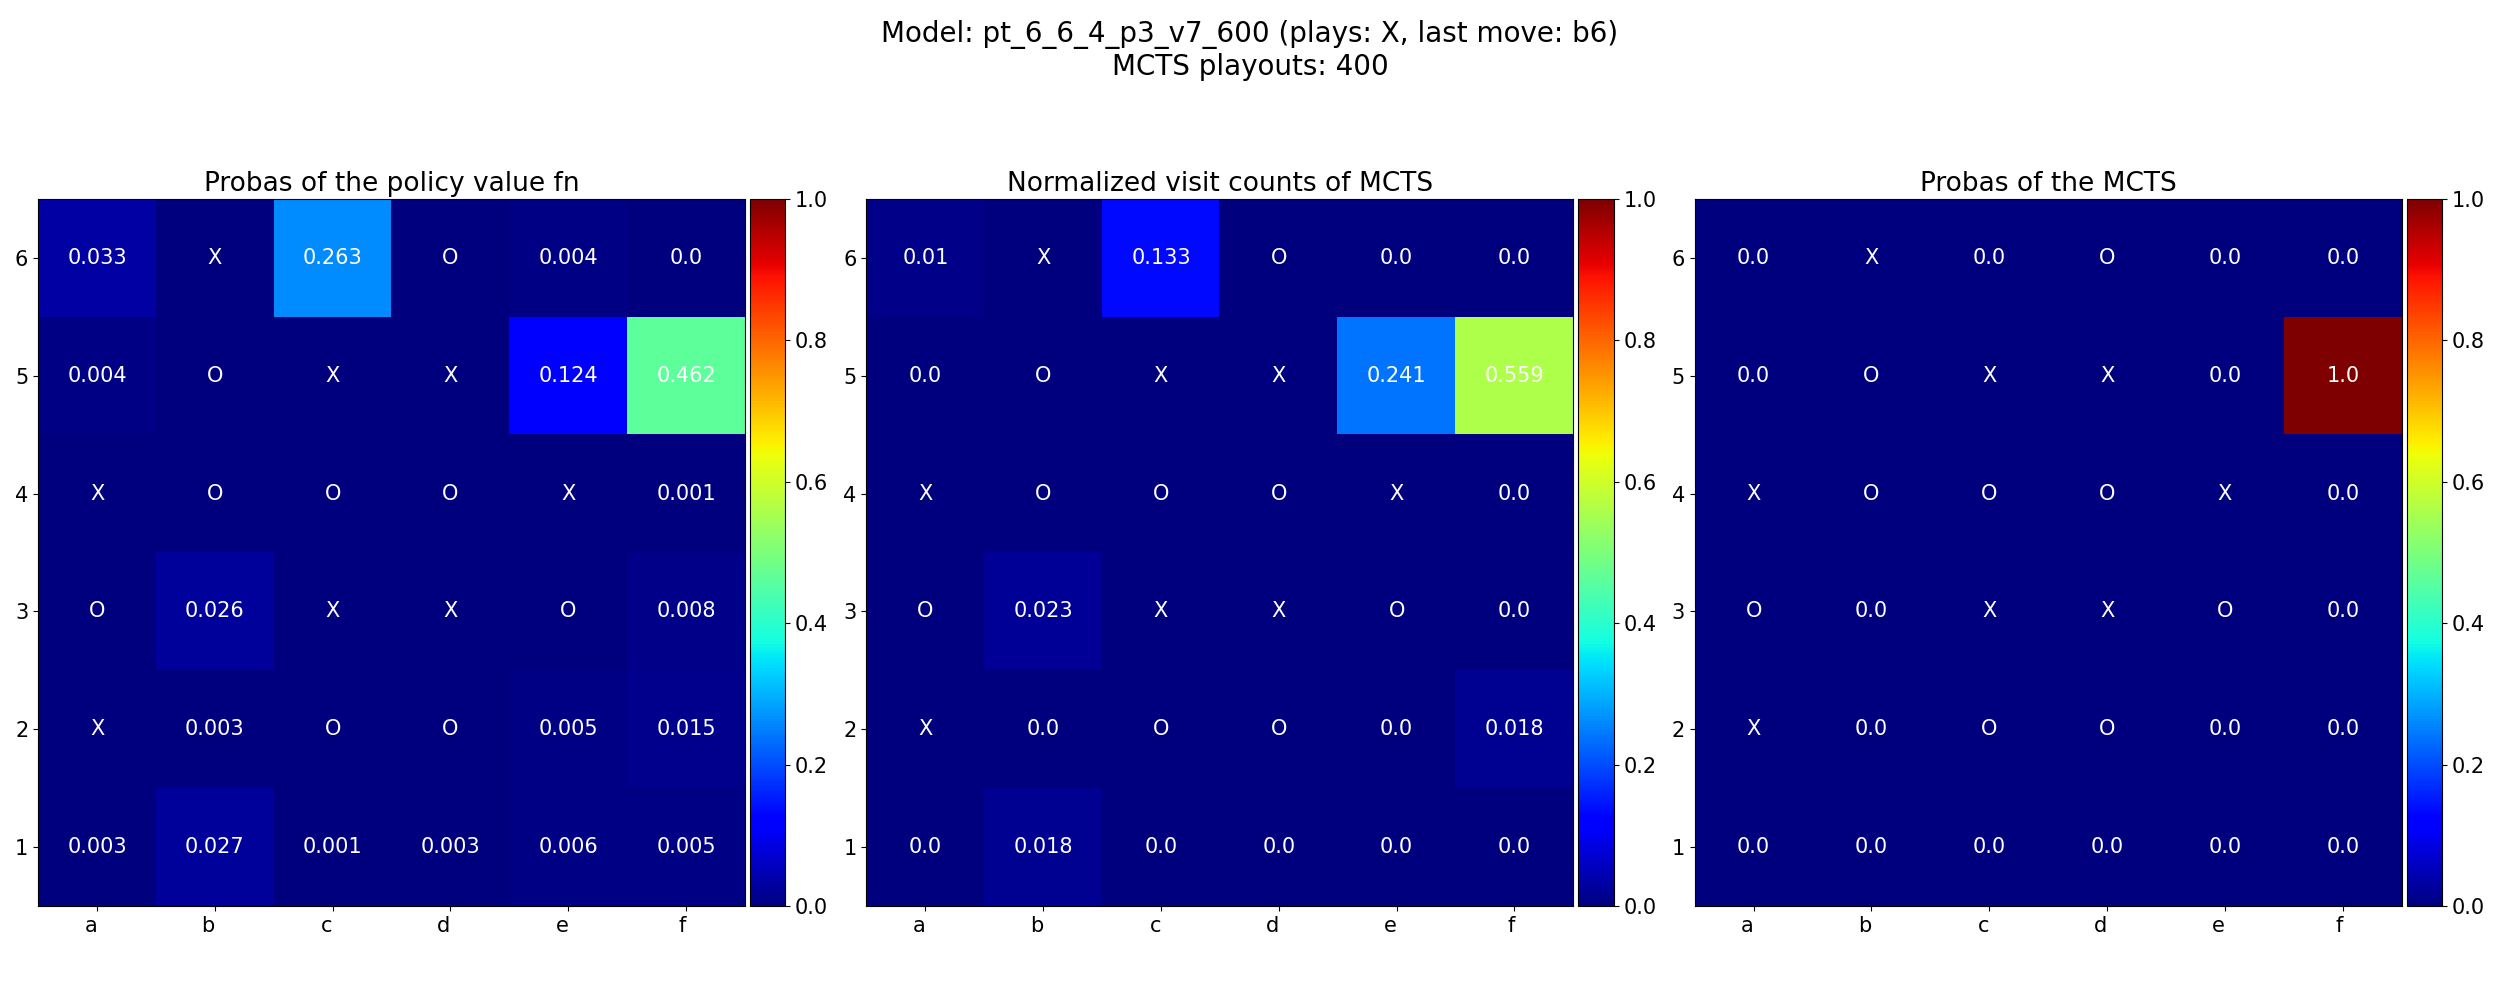 Model: pt_6_6_4_p3_v7_600 (plays: X, last move: b6)
MCTS playouts: 400
Probas of the policy value fn
6 0.033 X 0.263 O 0.004 0.0
5 0.004 O X X 0.124 0.462
4 X O O O X 0.001
3 O 0.026 X X O 0.008
2 X 0.003 O O 0.005 0.015
1 0.003 0.027 0.001 0.003 0.006 0.005
a b c d e f
1.0
0.8
0.6
0.4
0.2
0.0
Normalized visit counts of MCTS
6 0.01 X 0.133 O 0.0 0.0
5 0.0 O X X 0.241 0.559
4 X O O O X 0.0
3 O 0.023 X X O 0.0
2 X 0.0 O O 0.0 0.018
1 0.0 0.018 0.0 0.0 0.0 0.0
a b c d e f
1.0
0.8
0.6
0.4
0.2
0.0
Probas of the MCTS
6 0.0 X 0.0 O 0.0 0.0
5 0.0 O X X 0.0 1.0
4 X O O O X 0.0
3 O 0.0 X X O 0.0
2 X 0.0 O O 0.0 0.0
1 0.0 0.0 0.0 0.0 0.0 0.0
a b c d e f
1.0
0.8
0.6
0.4
0.2
0.0